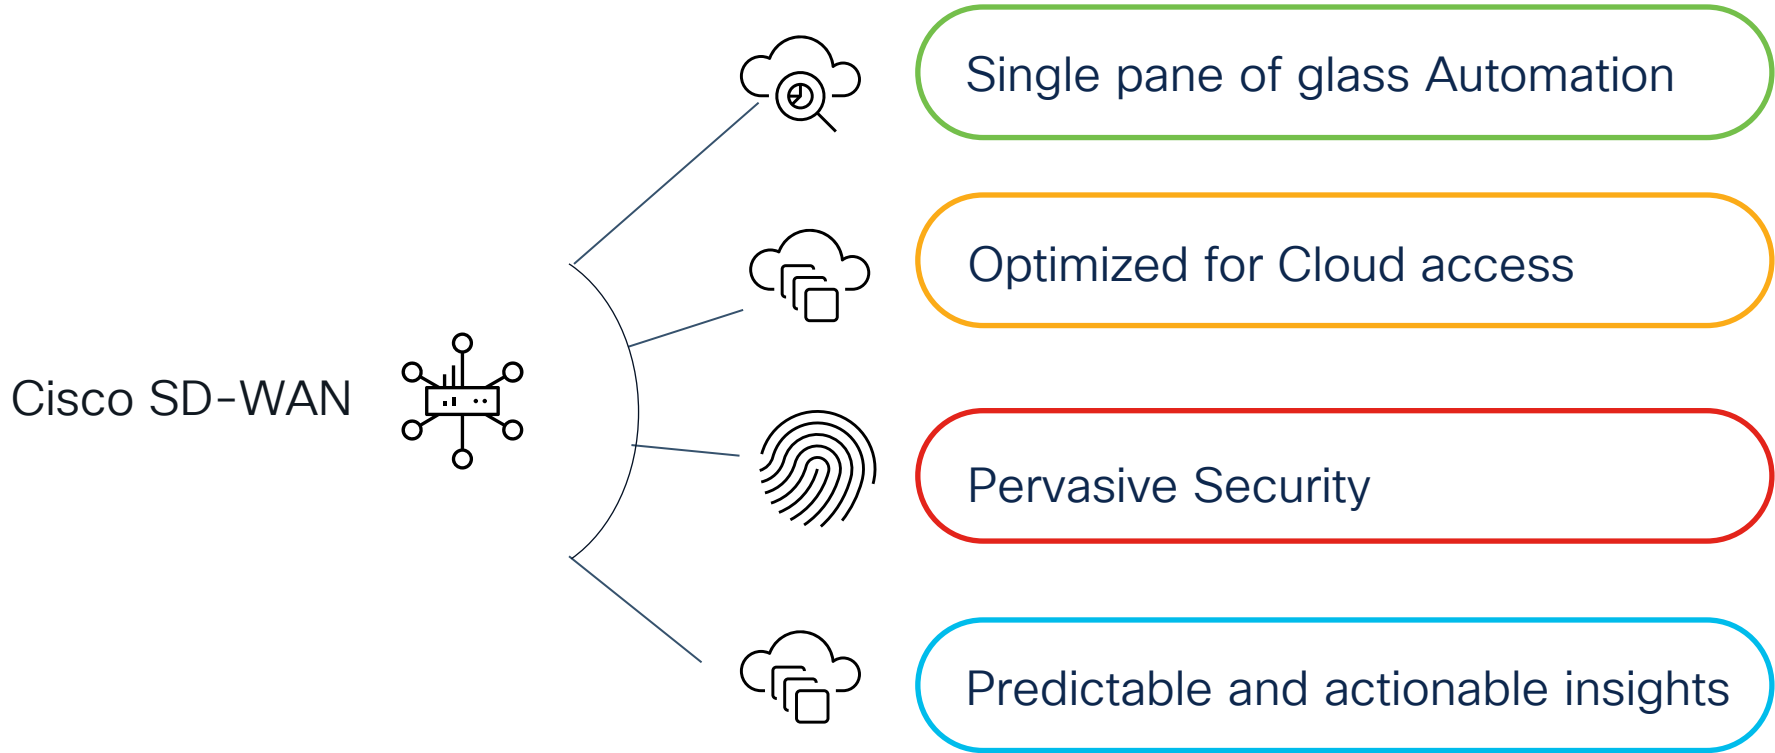 Single pane of glass Automation
Optimized for Cloud access
Cisco SD-WAN
Pervasive Security
Predictable and actionable insights